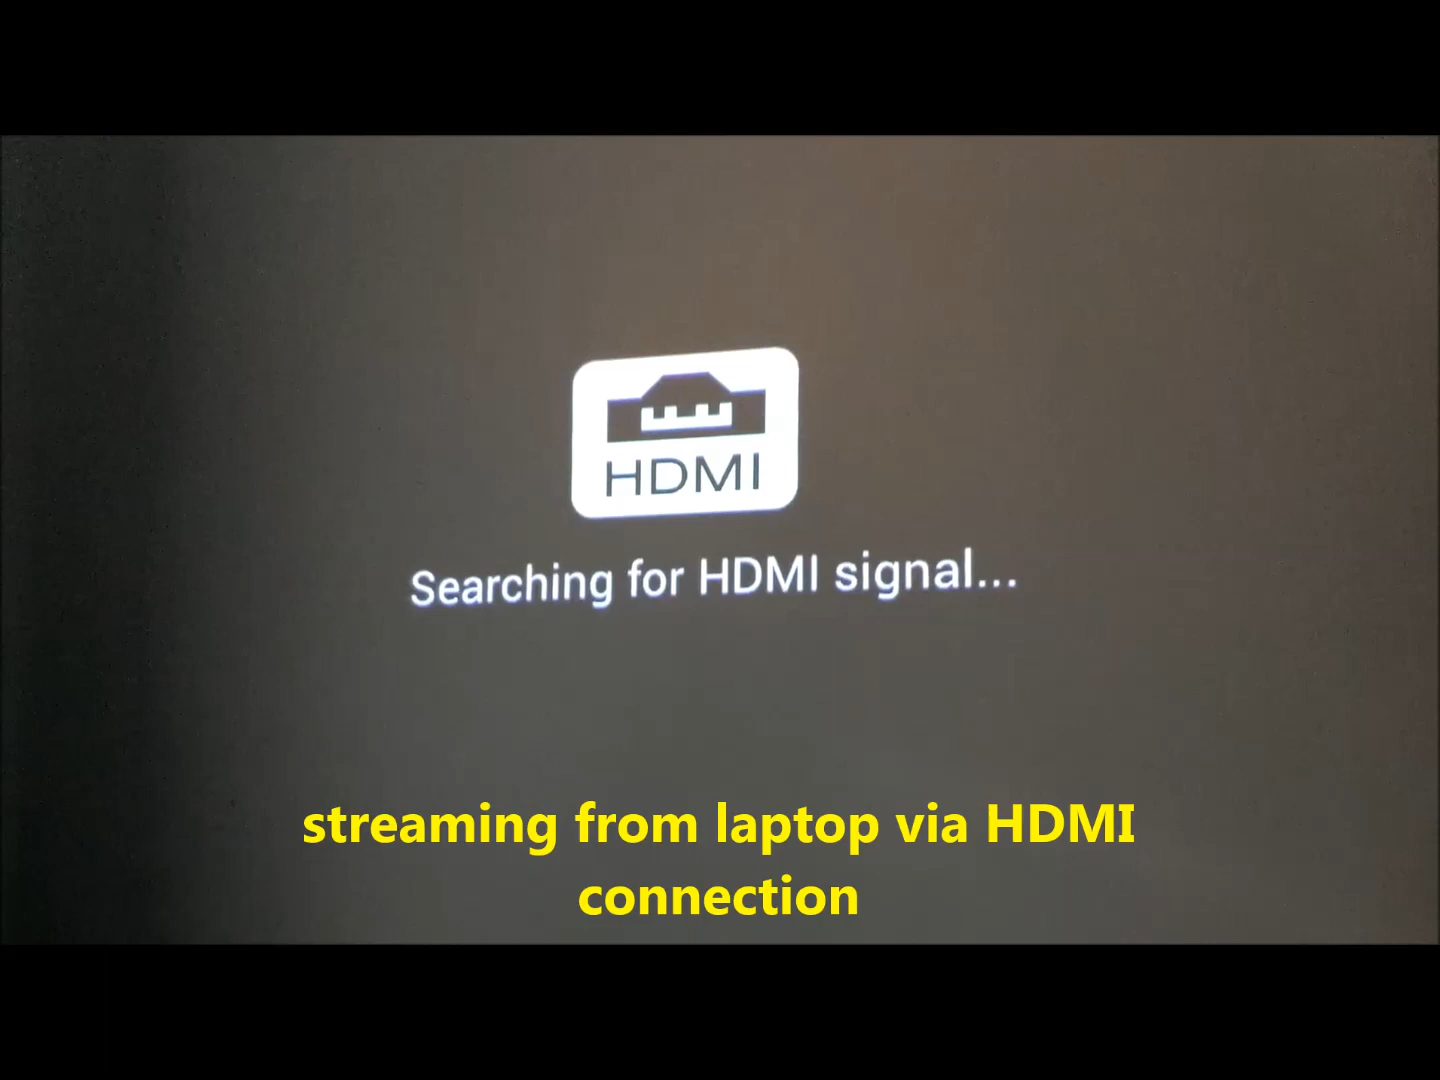 HDMI
Searching for HDMI signal...
streaming from laptop via HDMI
connection